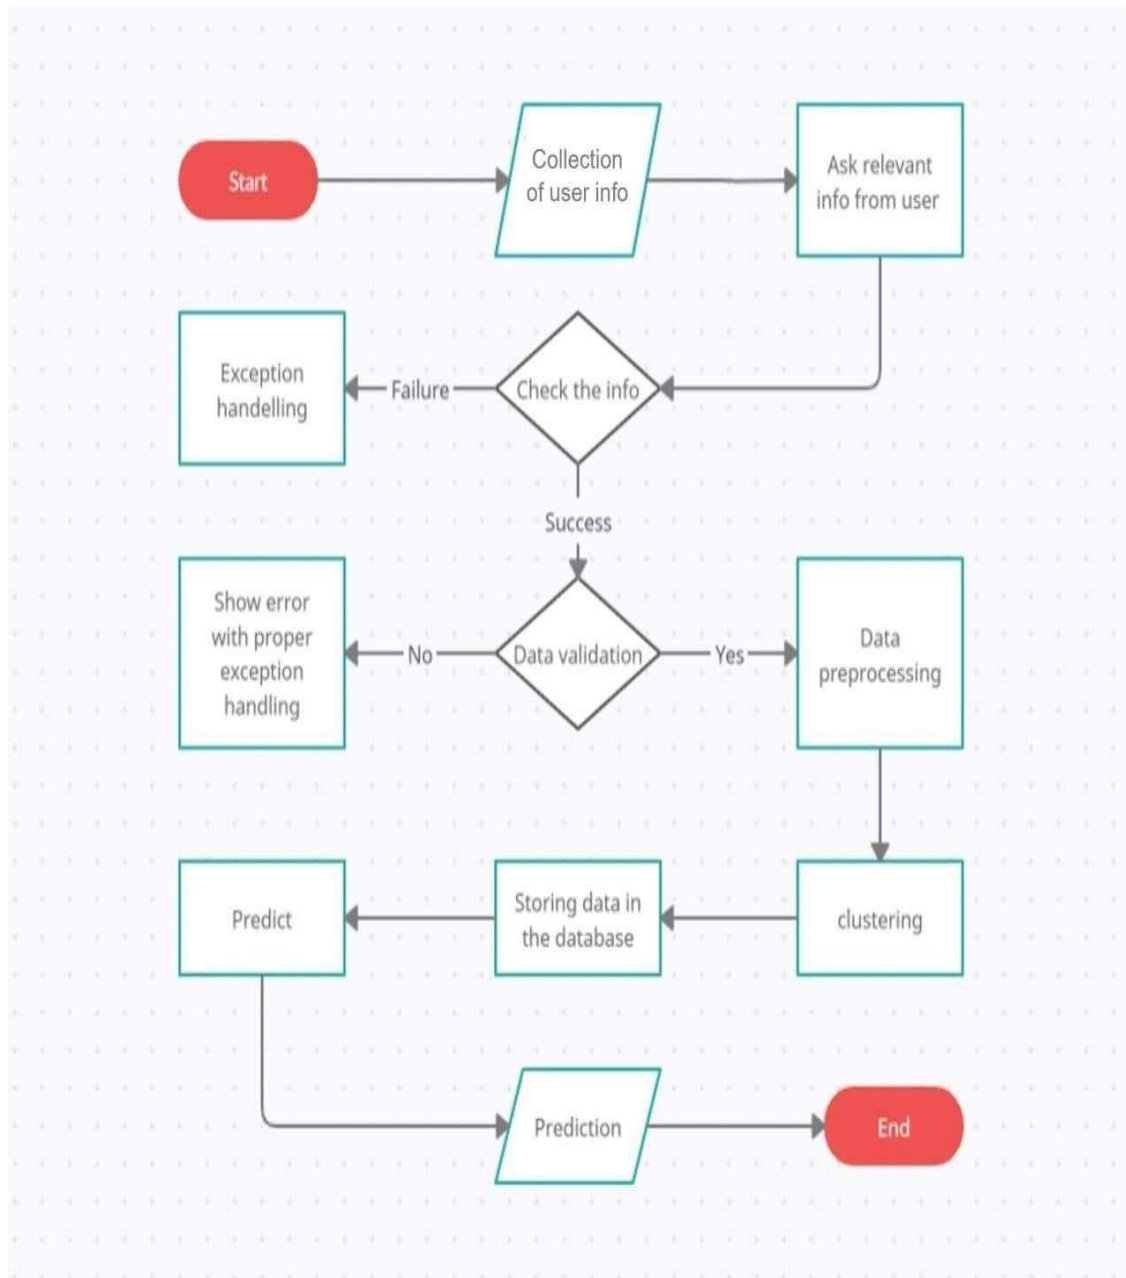 Start
Collection
of user info
Ask relevant
info from user
Exception
handelling
Failure
Check the info
Success
Show error
with proper
exception
handling
No
Data validation
Yes
Data
preprocessing
Predict
Storing data in
the database
clustering
Prediction
End